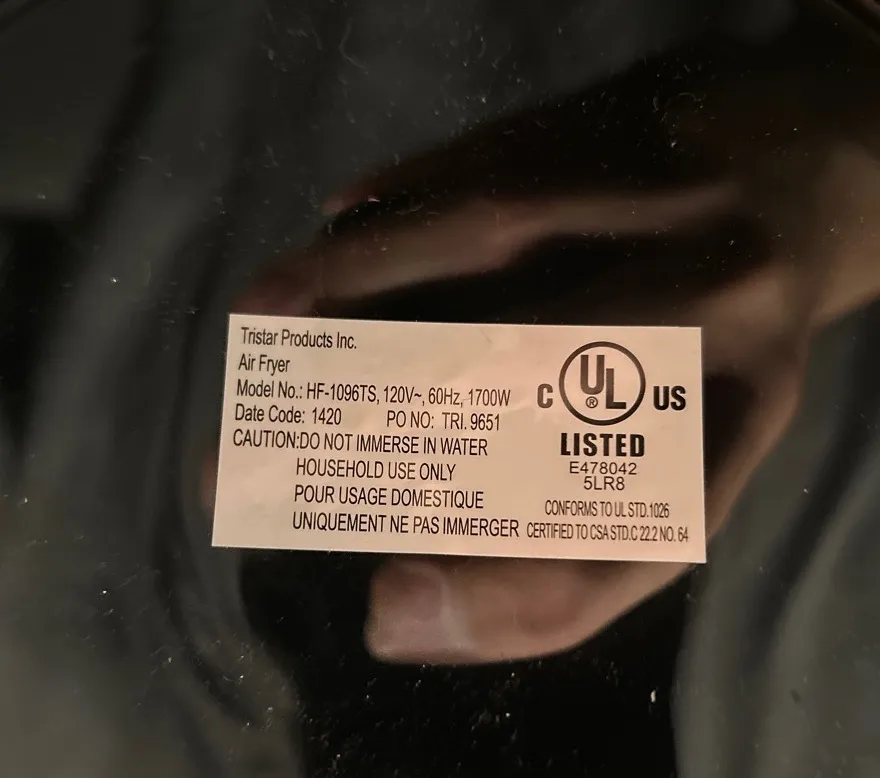 Tristar Products Inc.
Air Fryer
Model No.: HF-1096TS, 120V~, 60Hz, 1700W
Date Code: 1420 PO NO: TRI. 9651
CAUTION:DO NOT IMMERSE IN WATER
HOUSEHOLD USE ONLY
POUR USAGE DOMESTIQUE
UNIQUEMENT NE PAS IMMERGER
C UL ® US
LISTED
E478042
5LR8
CONFORMS TO UL STD.1026
CERTIFIED TO CSA STD.C 22.2 NO. 64